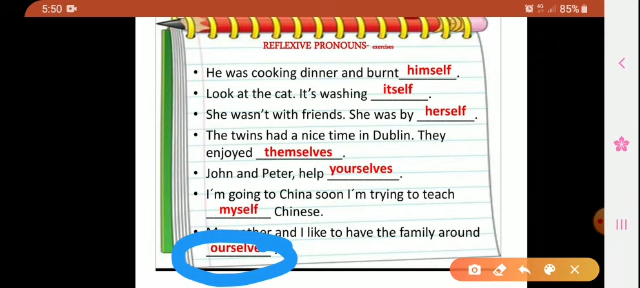 5:50
4G 85%
REFLEXIVE PRONOUNS- exercises
• He was cooking dinner and burnt himself.
• Look at the cat. It's washing itself.
• She wasn't with friends. She was by herself.
• The twins had a nice time in Dublin. They
enjoyed themselves.
• John and Peter, help yourselves.
• I´m going to China soon I´m trying to teach
myself Chinese.
and I like to have the family around